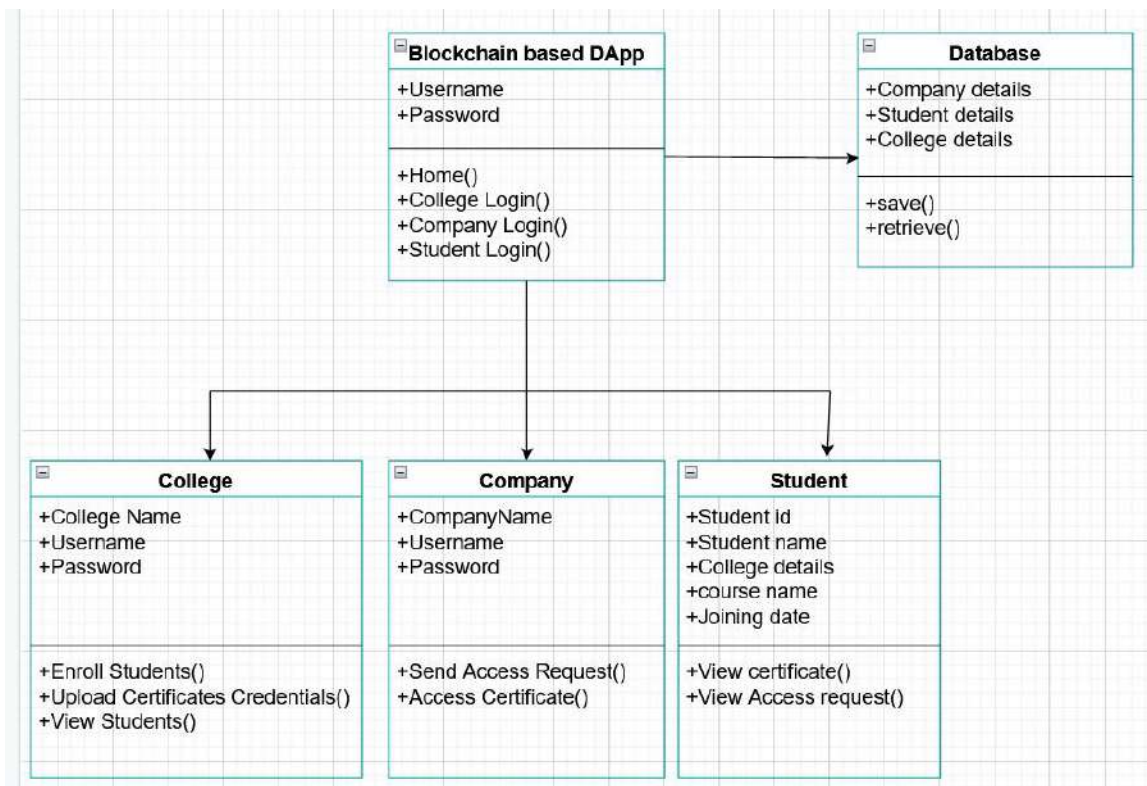 Blockchain based DApp
+Username
+Password
+Home()
+College Login()
+Company Login()
+Student Login()
Database
+Company details
+Student details
+College details
+save()
+retrieve()
College
+College Name
+Username
+Password
+Enroll Students()
+Upload Certificates Credentials()
+View Students()
Company
+CompanyName
+Username
+Password
+Send Access Request()
+Access Certificate()
Student
+Student id
+Student name
+College details
+course name
+Joining date
+View certificate()
+View Access request()